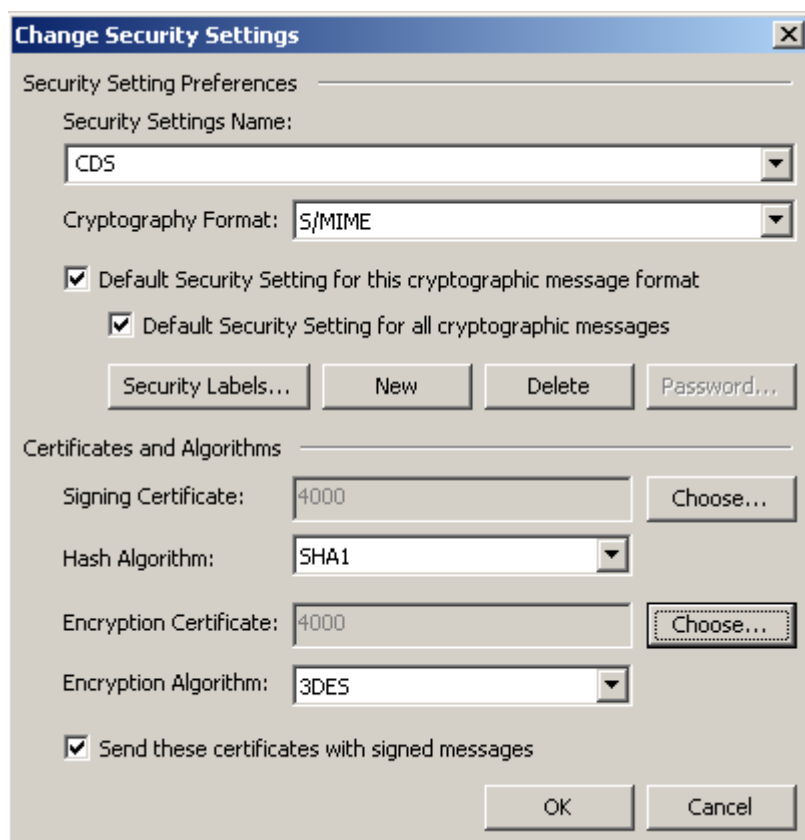 Change Security Settings
Security Setting Preferences
Security Settings Name:
CDS
Cryptography Format: S/MIME
Default Security Setting for this cryptographic message format
Default Security Setting for all cryptographic messages
Security Labels... New Delete Password...
Certificates and Algorithms
Signing Certificate: 4000 Choose...
Hash Algorithm: SHA1
Encryption Certificate: 4000 Choose...
Encryption Algorithm: 3DES
Send these certificates with signed messages
OK Cancel